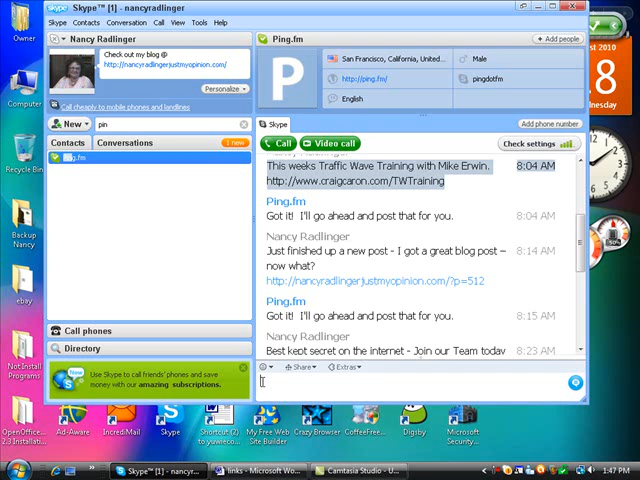 Skype™ [1] - nancyradlinger
Skype Contacts Conversation Call View Tools Help
Nancy Radlinger
Check out my blog @
http://nancyradlingerjustmyopinion.com/
Personalize
Call cheaply to mobile phones and landlines
New
pin
Contacts Conversations 1 new
Ping.fm
Call phones
Directory
New
Use Skype to call friends' phones and save
money with our amazing subscriptions.
Ping.fm
Add people
P
San Francisco, California, United...
Male
http://ping.fm/
pingdotfm
English
Skype
Add phone number
Call
Video call
Check settings
This weeks Traffic Wave Training with Mike Erwin. 8:04 AM
http://www.craigcaron.com/TWTraining
Ping.fm
Got it! I'll go ahead and post that for you. 8:04 AM
Nancy Radlinger
Just finished up a new post - I got a great blog post – 8:14 AM
now what?
http://nancyradlingerjustmyopinion.com/?p=512
Ping.fm
Got it! I'll go ahead and post that for you. 8:15 AM
Nancy Radlinger
Best kept secret on the internet - Join our Team today 8:23 AM
Share Extras
Owner
Computer
Recycle Bin
Backup
Nancy
ebay
Not Install
Programs
OpenOffice...
2.3 Installati...
Ad-Aware
IncrediMail
Skype
Shortcut (2)
to yuwieco...
My Free Web
Site Builder
Crazy Browser
CoffeeFree...
Digsby
Microsoft
Security...
2010
8
50%
Skype™ [1] - nancyr...
links - Microsoft Wo...
Camtasia Studio - U...
1:47 PM